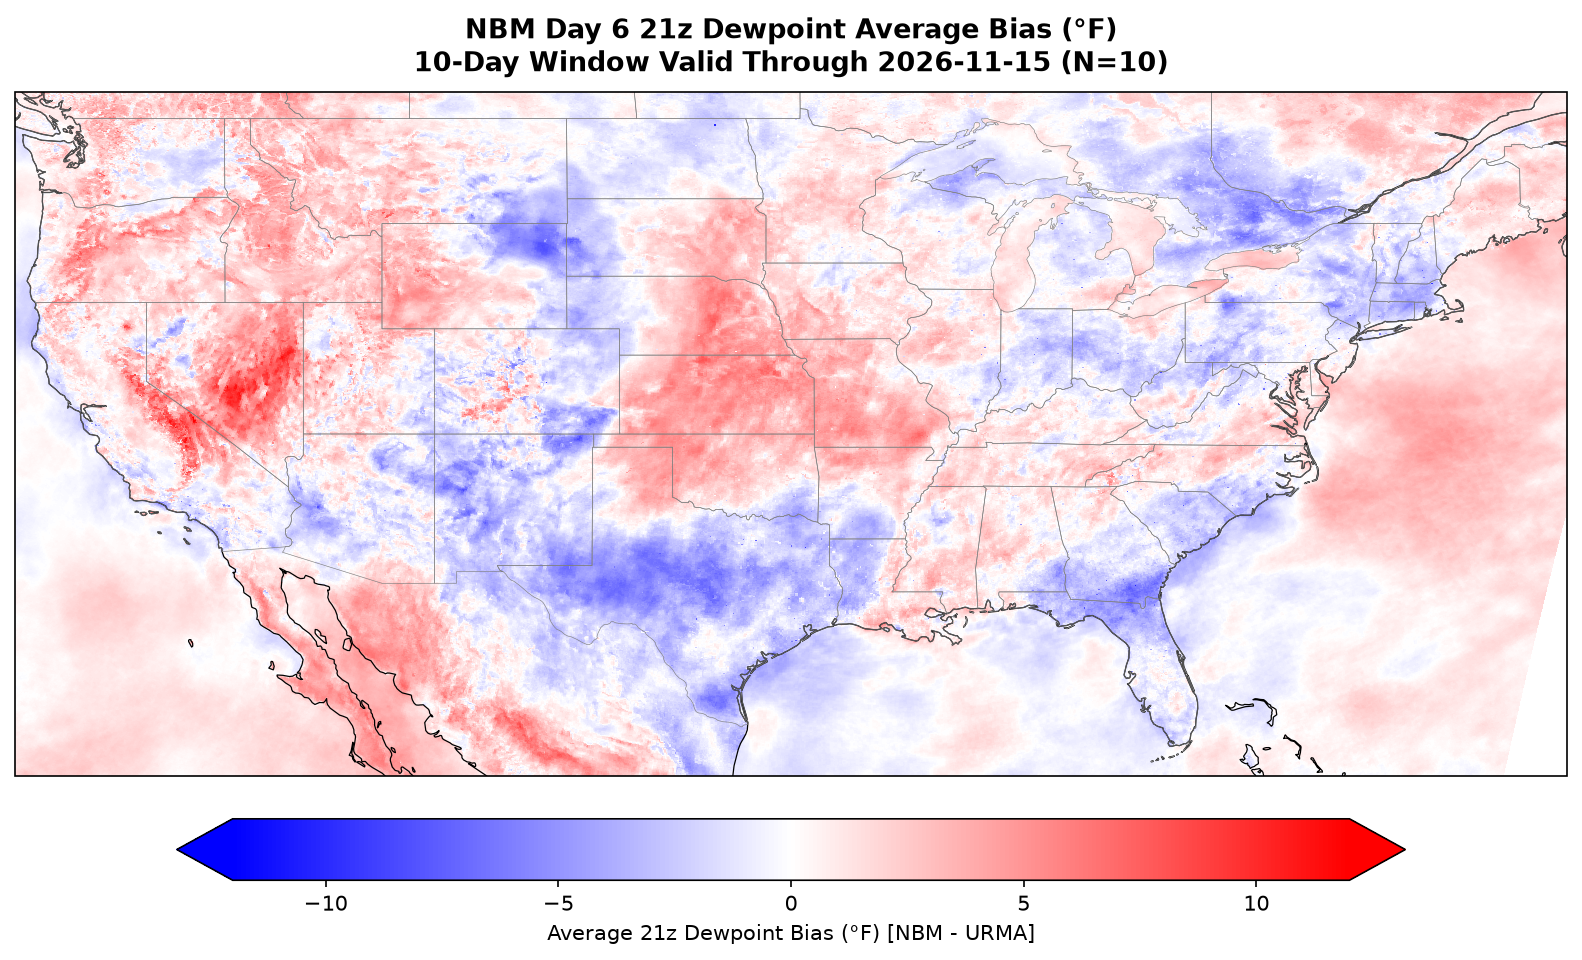 NBM Day 6 21z Dewpoint Average Bias (°F)
10-Day Window Valid Through 2026-11-15 (N=10)
−10 −5 0 5 10
Average 21z Dewpoint Bias (°F) [NBM - URMA]